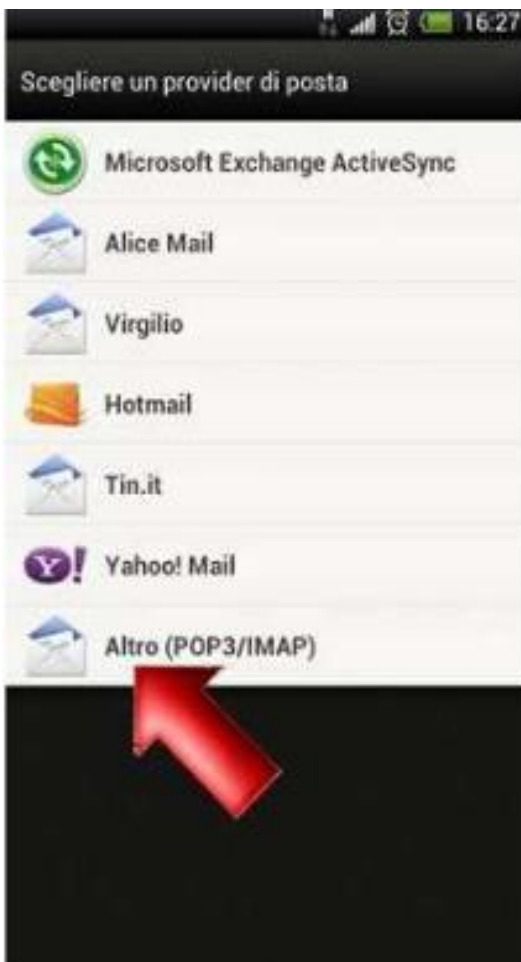 16:27
Scegliere un provider di posta
Microsoft Exchange ActiveSync
Alice Mail
Virgilio
Hotmail
Tin.it
Y! Yahoo! Mail
Altro (POP3/IMAP)